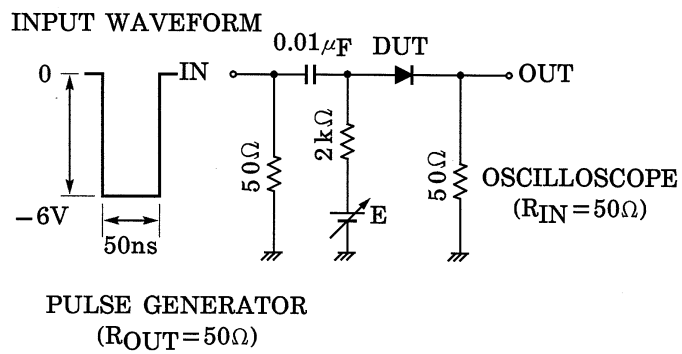 INPUT WAVEFORM
0.01μF DUT
0 IN OUT
50Ω
2kΩ
50Ω
OSCILLOSCOPE
(RIN=50Ω)
-6V
E
50ns
PULSE GENERATOR
(ROUT=50Ω)